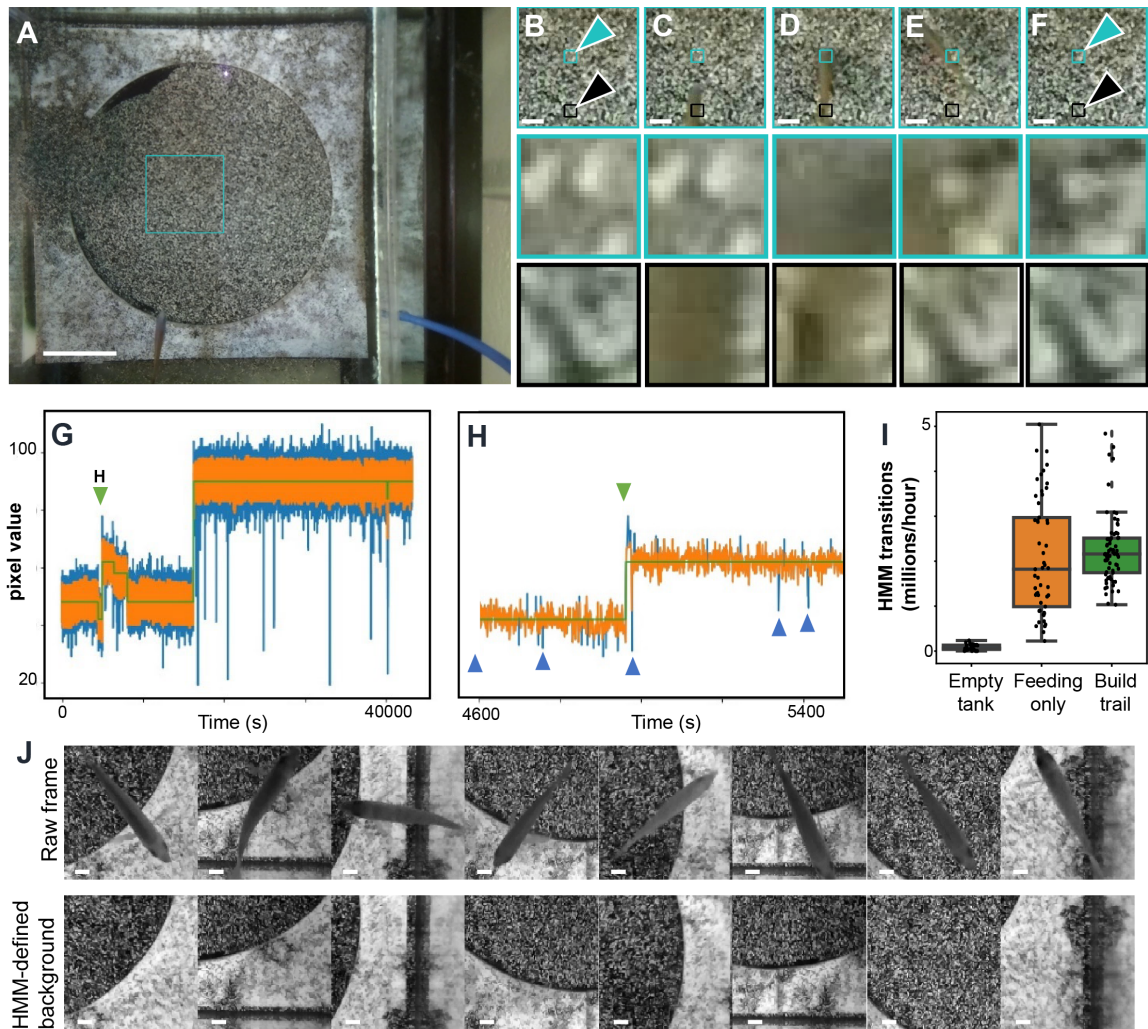 A
B
C
D
E
F
G
H
I
100
pixel value
20
H
0
Time (s)
40000
4600
Time (s)
5400
HMM transitions
(millions/hour)
5
0
Empty
tank
Feeding
only
Build
trail
J
Raw frame
HMM-defined
background